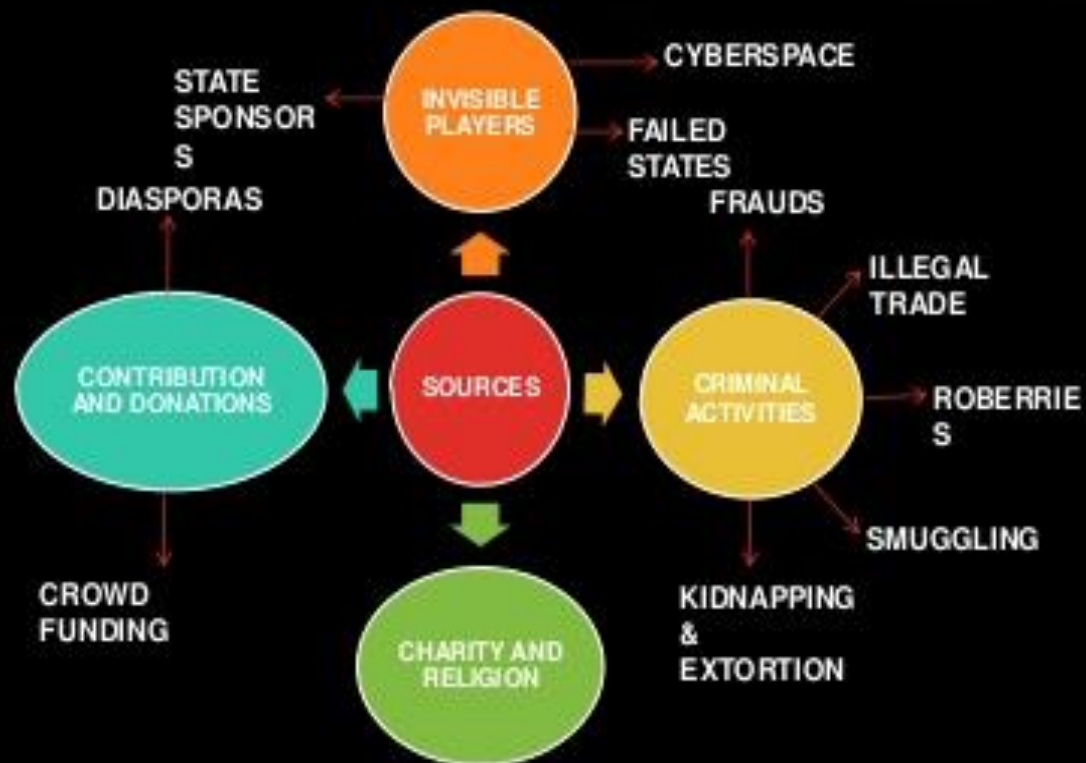 CYBERSPACE
STATE
SPONSOR
S
INVISIBLE
PLAYERS
FAILED
STATES
DIASPORAS
FRAUDS
ILLEGAL
TRADE
CONTRIBUTION
AND DONATIONS
SOURCES
CRIMINAL
ACTIVITIES
ROBERRIE
S
SMUGGLING
CROWD
FUNDING
KIDNAPPING
&
EXTORTION
CHARITY AND
RELIGION